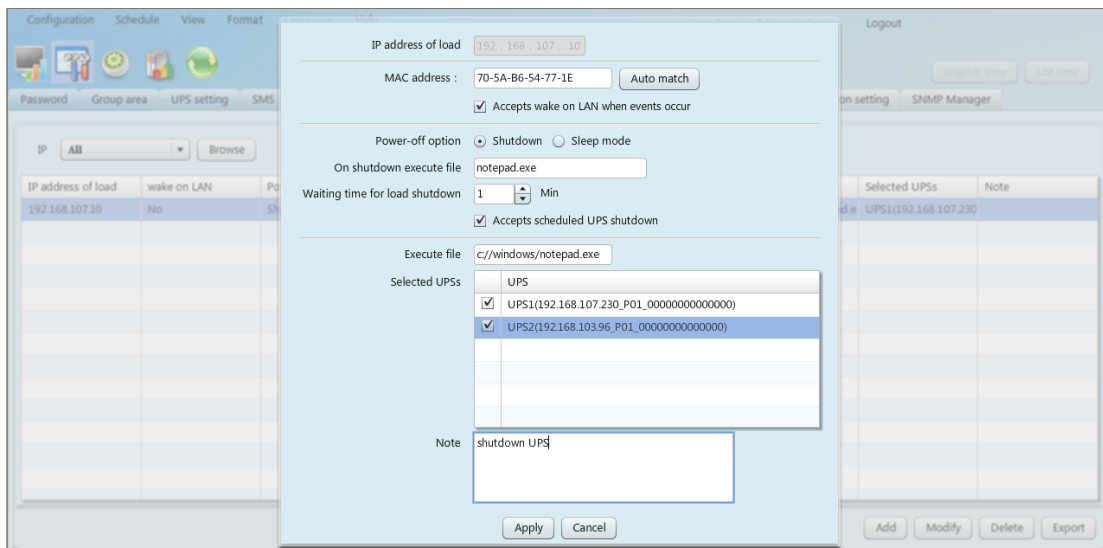 Configuration Schedule View Format
Logout
Graphic view List view
Password Group area UPS setting SMS
on setting SNMP Manager
IP All Browse
IP address of load wake on LAN Po
Selected UPSs Note
192.168.107.10 No Sh
d.e UPS1(192.168.107.230
Add Modify Delete Export
IP address of load 192 . 168 . 107 . 10
MAC address : 70-5A-B6-54-77-1E Auto match
Accepts wake on LAN when events occur
Power-off option Shutdown Sleep mode
On shutdown execute file notepad.exe
Waiting time for load shutdown 1 Min
Accepts scheduled UPS shutdown
Execute file c://windows/notepad.exe
Selected UPSs
UPS
UPS1(192.168.107.230_P01_00000000000000)
UPS2(192.168.103.96_P01_00000000000000)
Note shutdown UPS
Apply Cancel